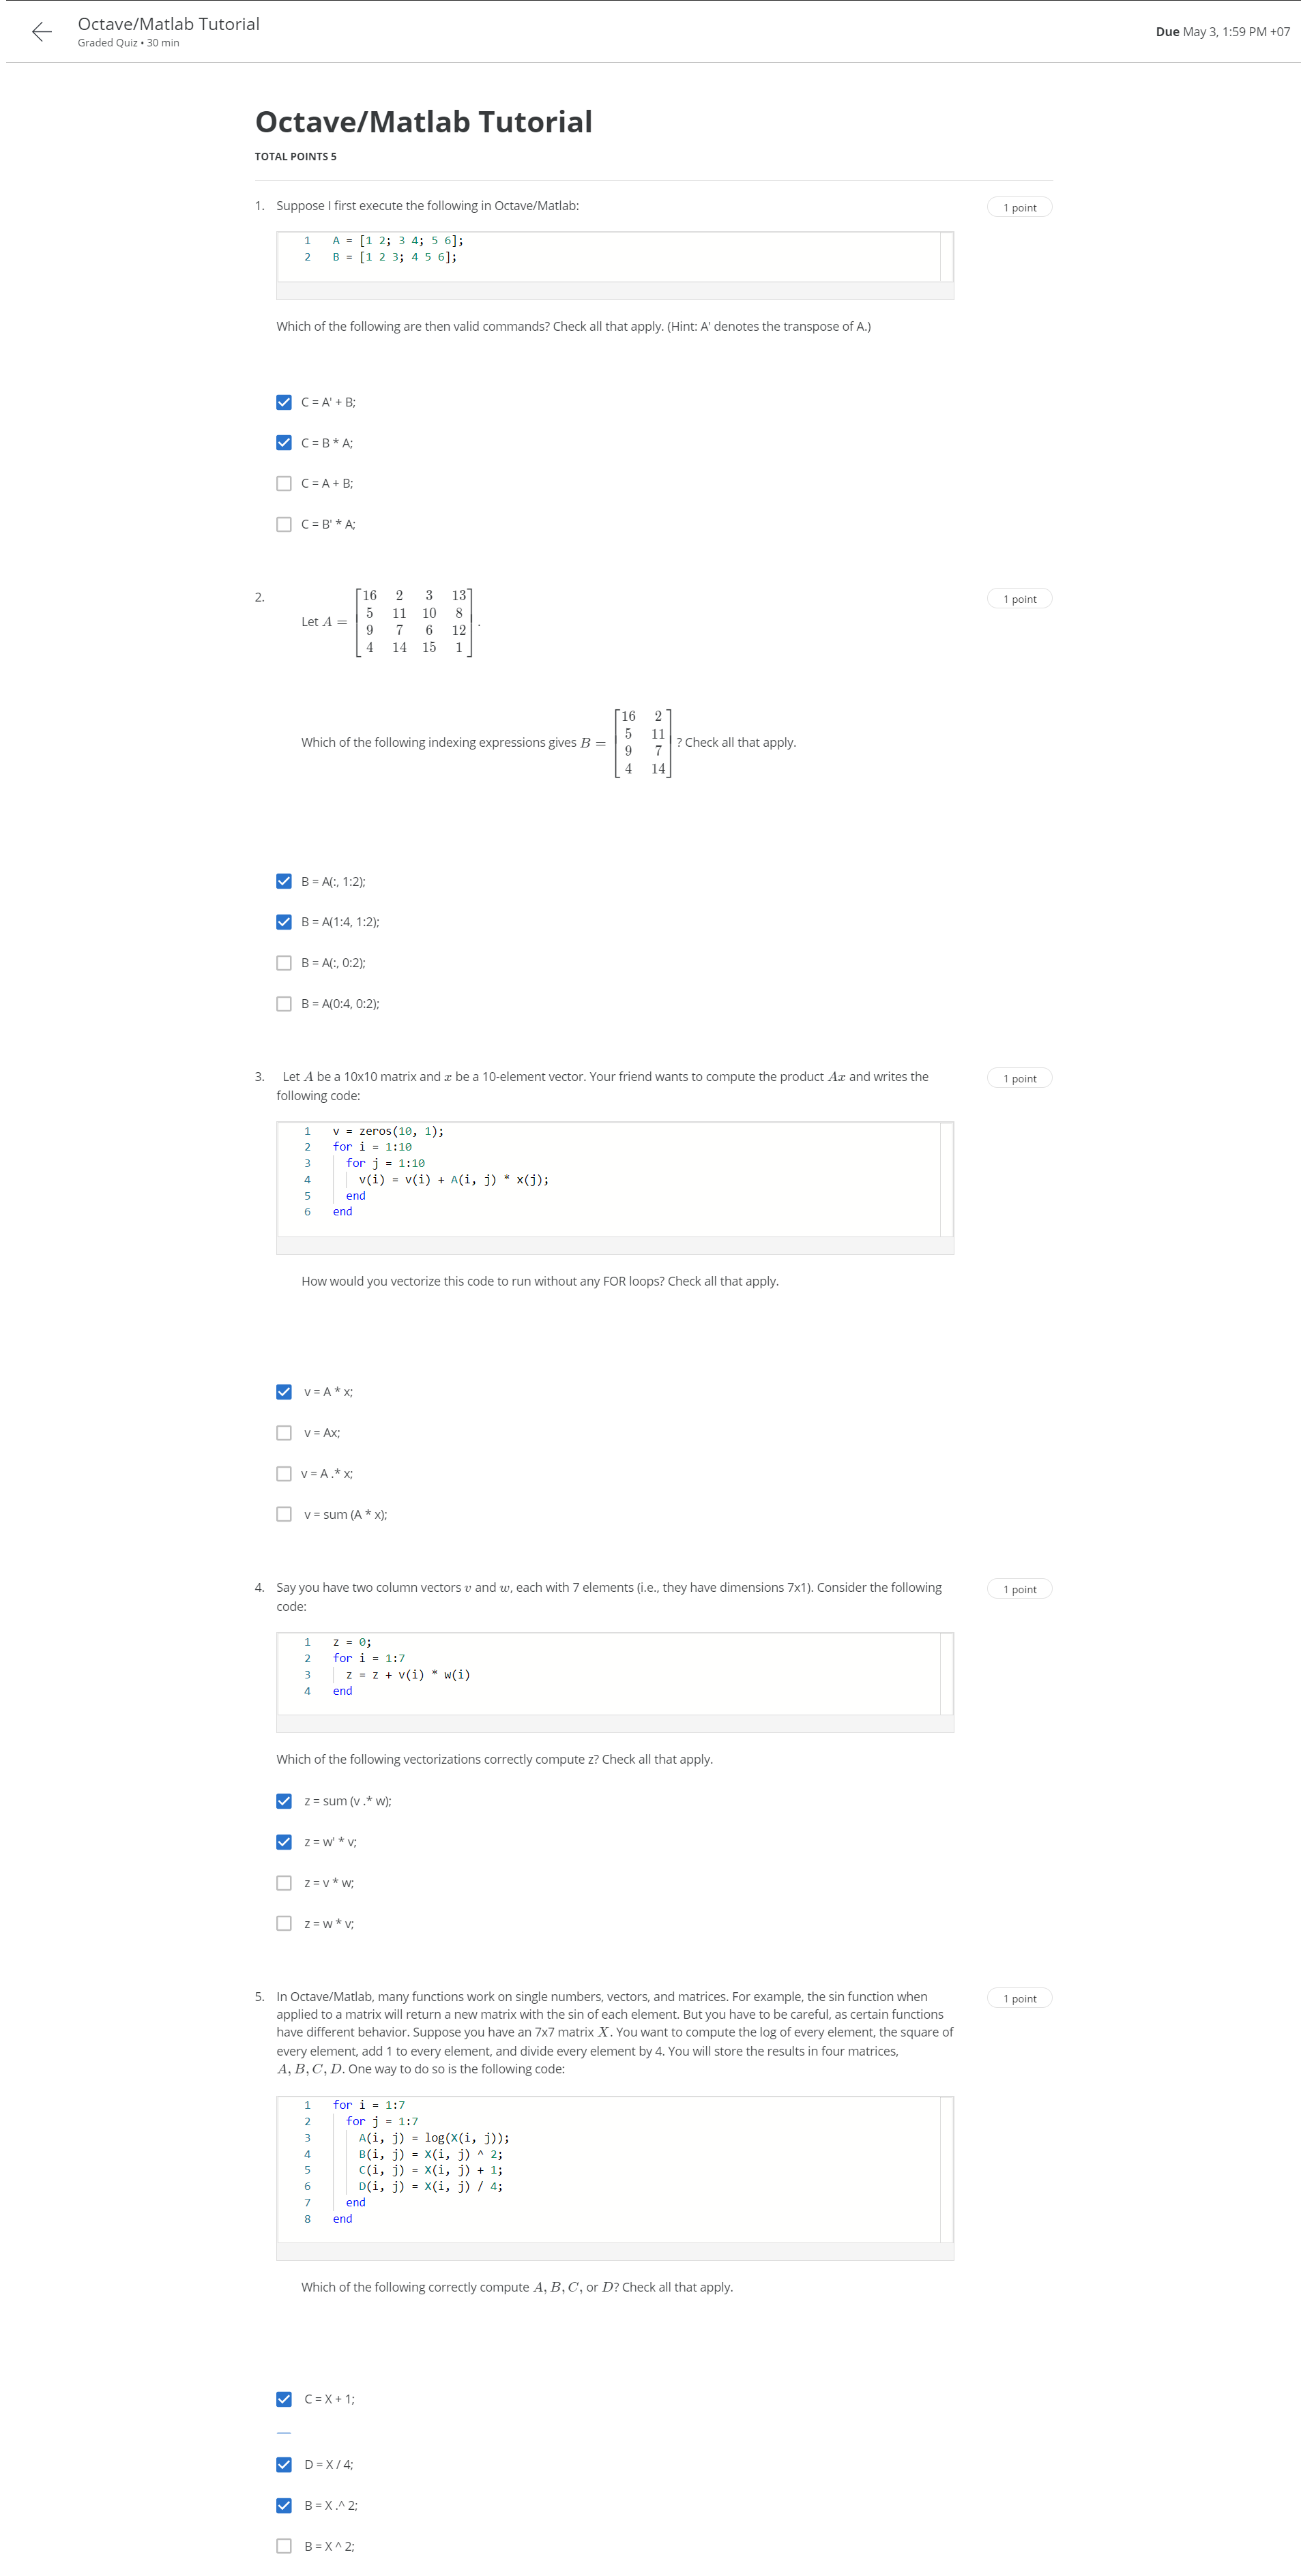 Octave/Matlab Tutorial
Graded Quiz • 30 min
Due May 3, 1:59 PM +07
Octave/Matlab Tutorial
TOTAL POINTS 5
1. Suppose I first execute the following in Octave/Matlab:
1 point
1 A = [1 2; 3 4; 5 6];
2 B = [1 2 3; 4 5 6];
Which of the following are then valid commands? Check all that apply. (Hint: A' denotes the transpose of A.)
C = A' + B;
C = B * A;
C = A + B;
C = B' * A;
2.
1 point
16 2 3 13
5 11 10 8
Let A = .
9 7 6 12
4 14 15 1
16 2
5 11
Which of the following indexing expressions gives B = ? Check all that apply.
9 7
4 14
B = A(:, 1:2);
B = A(1:4, 1:2);
B = A(:, 0:2);
B = A(0:4, 0:2);
3. Let A be a 10x10 matrix and x be a 10-element vector. Your friend wants to compute the product Ax and writes the
following code:
1 point
1 v = zeros(10, 1);
2 for i = 1:10
3 for j = 1:10
4 v(i) = v(i) + A(i, j) * x(j);
5 end
6 end
How would you vectorize this code to run without any FOR loops? Check all that apply.
v = A * x;
v = Ax;
v = A .* x;
v = sum (A * x);
4. Say you have two column vectors v and w, each with 7 elements (i.e., they have dimensions 7x1). Consider the following
code:
1 point
1 z = 0;
2 for i = 1:7
3 z = z + v(i) * w(i)
4 end
Which of the following vectorizations correctly compute z? Check all that apply.
z = sum (v .* w);
z = w' * v;
z = v * w;
z = w * v;
5. In Octave/Matlab, many functions work on single numbers, vectors, and matrices. For example, the sin function when
applied to a matrix will return a new matrix with the sin of each element. But you have to be careful, as certain functions
have different behavior. Suppose you have an 7x7 matrix X. You want to compute the log of every element, the square of
every element, add 1 to every element, and divide every element by 4. You will store the results in four matrices,
A, B, C, D. One way to do so is the following code:
1 point
1 for i = 1:7
2 for j = 1:7
3 A(i, j) = log(X(i, j));
4 B(i, j) = X(i, j) ^ 2;
5 C(i, j) = X(i, j) + 1;
6 D(i, j) = X(i, j) / 4;
7 end
8 end
Which of the following correctly compute A, B, C, or D? Check all that apply.
C = X + 1;
D = X / 4;
B = X .^ 2;
B = X ^ 2;